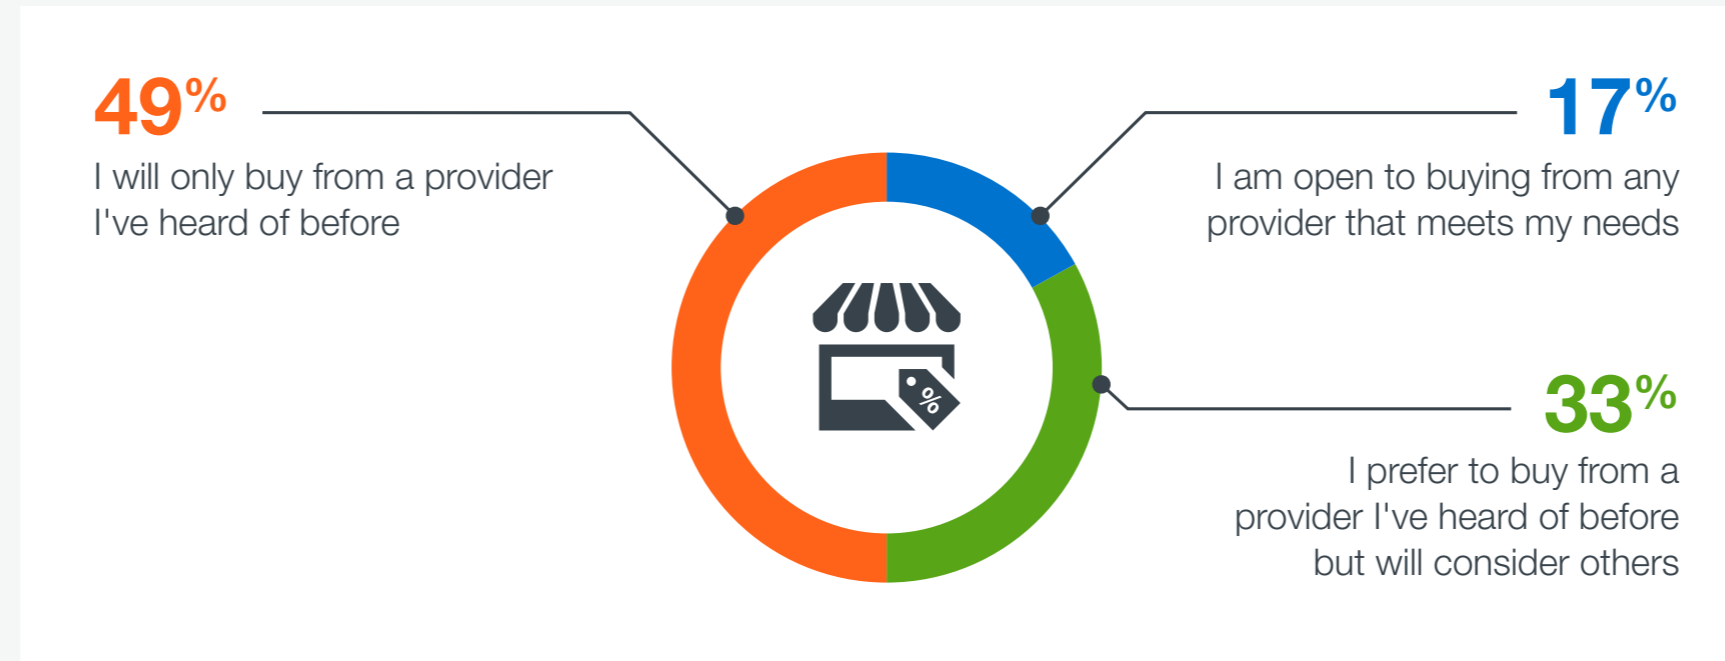 49%
I will only buy from a provider
I've heard of before
17%
I am open to buying from any
provider that meets my needs
%
33%
I prefer to buy from a
provider I've heard of before
but will consider others